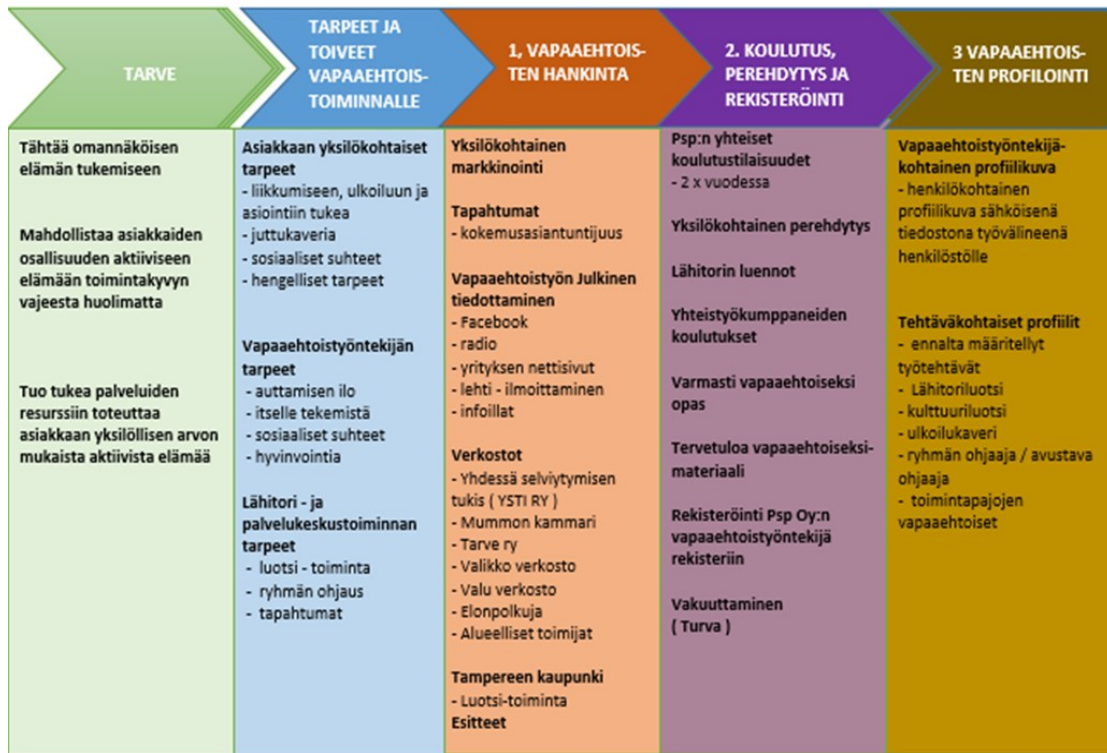 TARVE
TARPEET JA
TOIVEET
VAPAAEHTOIS-
TOIMINNALLE
1, VAPAAEHTOIS-
TEN HANKINTA
2. KOULUTUS,
PEREHDYTYS JA
REKISTERÖINTI
3 VAPAAEHTOIS-
TEN PROFILOINTI
Tähtää omannäköisen
elämän tukemiseen
Mahdollistaa asiakkaiden
osallisuuden aktiiviseen
elämään toimintakyvyn
vajeesta huolimatta
Tuo tukea palveluiden
resurssiin toteuttaa
asiakkaan yksilöllisen arvon
mukaista aktiivista elämää
Asiakkaan yksilökohtaiset
tarpeet
- liikkumiseen, ulkoiluun ja
asiointiin tukea
- juttukaveria
- sosiaaliset suhteet
- hengelliset tarpeet
Vapaaehtoistyöntekijän
tarpeet
- auttamisen ilo
- itselle tekemistä
- sosiaaliset suhteet
- hyvinvointia
Lähitori - ja
palvelukeskustoiminnan
tarpeet
- luotsi - toiminta
- ryhmän ohjaus
- tapahtumat
Yksilökohtainen
markkinointi
Tapahtumat
- kokemusasiantuntijuus
Vapaaehtoistyön Julkinen
tiedottaminen
- Facebook
- radio
- yrityksen nettisivut
- lehti - ilmoittaminen
- infoillat
Verkostot
- Yhdessä selviytymisen
tukis ( YSTI RY )
- Mummon kammari
- Tarve ry
- Valikko verkosto
- Valu verkosto
- Elonpolkuja
- Alueelliset toimijat
Tampereen kaupunki
- Luotsi-toiminta
Esitteet
Psp:n yhteiset
koulutustilaisuudet
- 2 x vuodessa
Yksilökohtainen perehdytys
Lähitorin luennot
Yhteistyökumppaneiden
koulutukset
Varmasti vapaaehtoiseksi
opas
Tervetuloa vapaaehtoiseksi-
materiaali
Rekisteröinti Psp Oy:n
vapaaehtoistyöntekijä
rekisteriin
Vakuuttaminen
( Turva )
Vapaaehtoistyöntekijä-
kohtainen profiilikuva
- henkilökohtainen
profiilikuva sähköisenä
tiedostona työvälineenä
henkilöstölle
Tehtäväkohtaiset profiilit
- ennalta määritellyt
työtehtävät
- Lähitoriluotsi
- kulttuuriluotsi
- ulkoilukaveri
- ryhmän ohjaaja / avustava
ohjaaja
- toimintapajojen
vapaaehtoiset